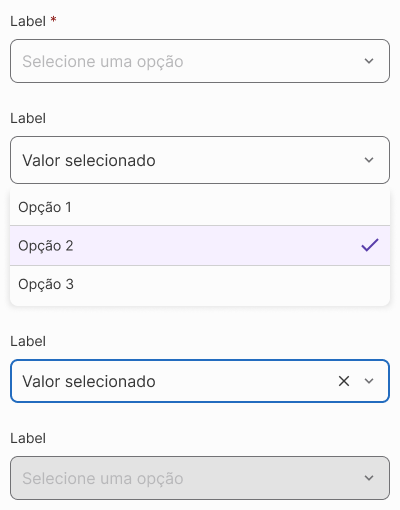 Label *
Selecione uma opção
Label
Valor selecionado
Opção 1
Opção 2
Opção 3
Label
Valor selecionado
Label
Selecione uma opção